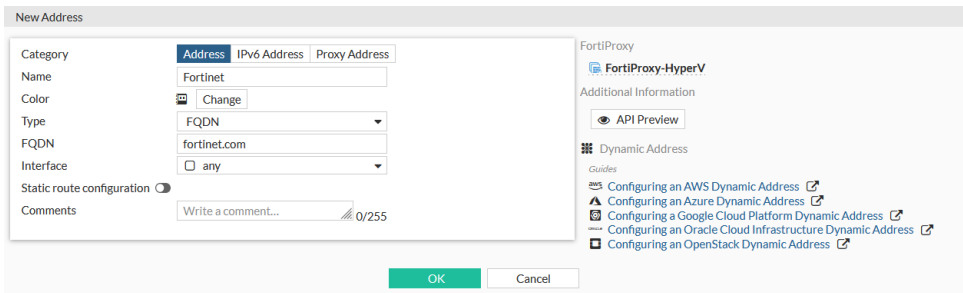 New Address
Category Address IPv6 Address Proxy Address
Name Fortinet
Color Change
Type FQDN
FQDN fortinet.com
Interface any
Static route configuration
Comments Write a comment... 0/255
FortiProxy
FortiProxy-HyperV
Additional Information
API Preview
Dynamic Address
Guides
aws Configuring an AWS Dynamic Address
Configuring an Azure Dynamic Address
Configuring a Google Cloud Platform Dynamic Address
Configuring an Oracle Cloud Infrastructure Dynamic Address
Configuring an OpenStack Dynamic Address
OK Cancel